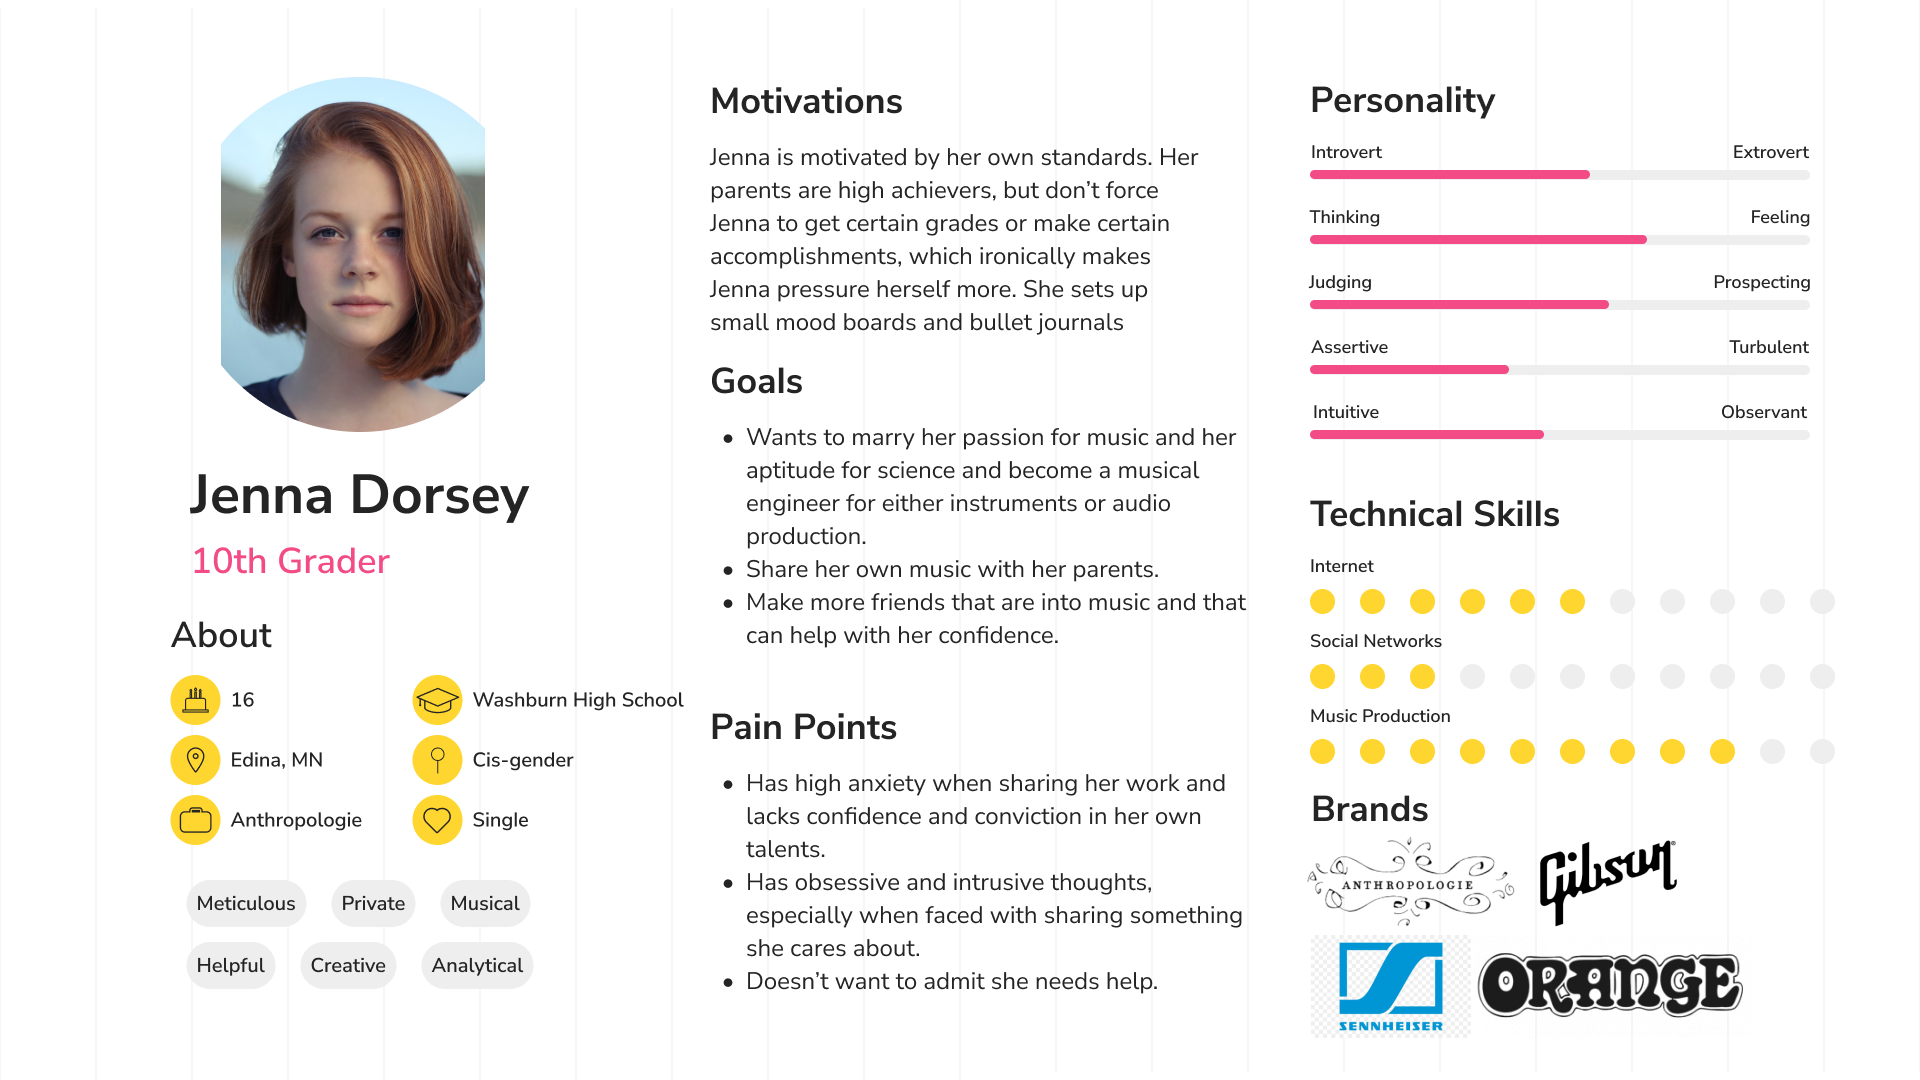 Jenna Dorsey
10th Grader
About
16
Washburn High School
Edina, MN
Cis-gender
Anthropologie
Single
Meticulous
Private
Musical
Helpful
Creative
Analytical
Motivations
Jenna is motivated by her own standards. Her
parents are high achievers, but don’t force
Jenna to get certain grades or make certain
accomplishments, which ironically makes
Jenna pressure herself more. She sets up
small mood boards and bullet journals
Goals
• Wants to marry her passion for music and her
aptitude for science and become a musical
engineer for either instruments or audio
production.
• Share her own music with her parents.
• Make more friends that are into music and that
can help with her confidence.
Pain Points
• Has high anxiety when sharing her work and
lacks confidence and conviction in her own
talents.
• Has obsessive and intrusive thoughts,
especially when faced with sharing something
she cares about.
• Doesn’t want to admit she needs help.
Personality
Introvert
Extrovert
Thinking
Feeling
Judging
Prospecting
Assertive
Turbulent
Intuitive
Observant
Technical Skills
Internet
Social Networks
Music Production
Brands
ANTHROPOLOGIE
Gibson
SENNHEISER
ORANGE